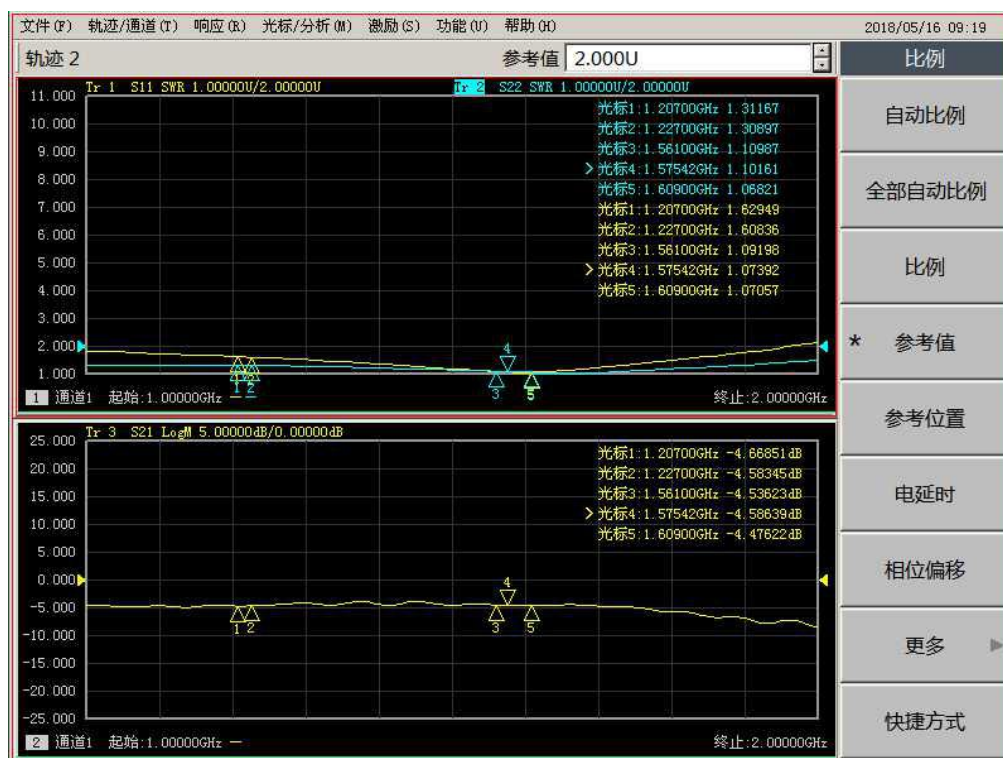 文件(F) 轨迹/通道(T) 响应(R) 光标/分析(M) 激励(S) 功能(U) 帮助(H) 2018/05/16 09:19
轨迹 2 参考值 2.000U 比例
Tr 1 S11 SWR 1.00000U/2.00000U Tr 2 S22 SWR 1.00000U/2.00000U
11.000
10.000
9.000
8.000
7.000
6.000
5.000
4.000
3.000
2.000
1.000
光标1:1.20700GHz 1.31167
光标2:1.22700GHz 1.30897
光标3:1.56100GHz 1.10987
>光标4:1.57542GHz 1.10161
光标5:1.60900GHz 1.06821
光标1:1.20700GHz 1.62949
光标2:1.22700GHz 1.60836
光标3:1.56100GHz 1.09198
>光标4:1.57542GHz 1.07392
光标5:1.60900GHz 1.07057
4
1 2 3 5
1 通道1 起始:1.00000GHz — 终止:2.00000GHz
Tr 3 S21 LogM 5.00000dB/0.00000dB
25.000
20.000
15.000
10.000
5.000
0.000
-5.000
-10.000
-15.000
-20.000
-25.000
光标1:1.20700GHz -4.66851dB
光标2:1.22700GHz -4.58345dB
光标3:1.56100GHz -4.53623dB
>光标4:1.57542GHz -4.58639dB
光标5:1.60900GHz -4.47622dB
4
1 2 3 5
2 通道1 起始:1.00000GHz — 终止:2.00000GHz
自动比例
全部自动比例
比例
* 参考值
参考位置
电延时
相位偏移
更多
快捷方式